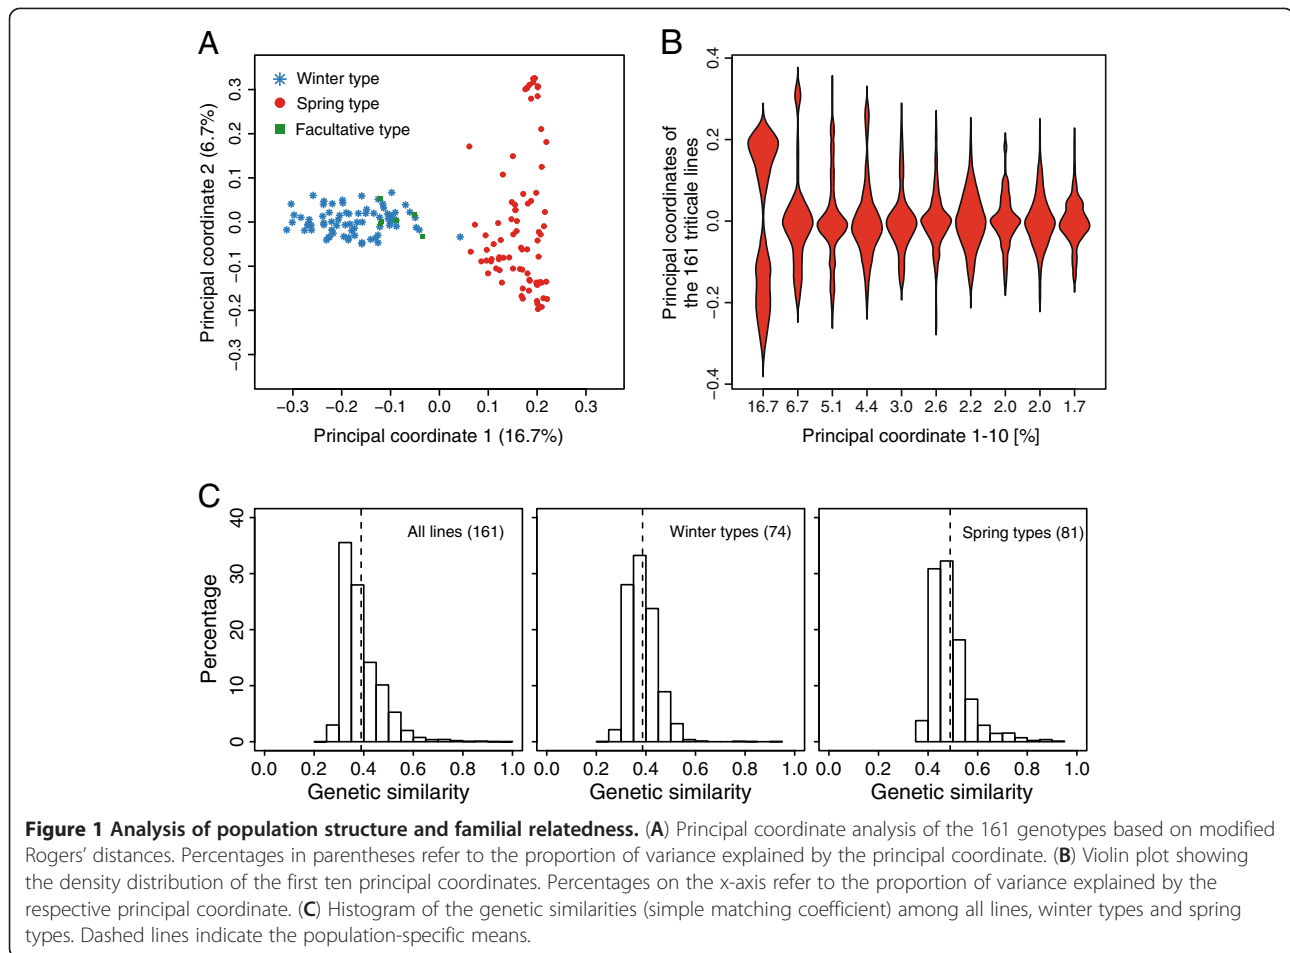 A
Winter type
Spring type
Facultative type
Principal coordinate 2 (6.7%)
0.3
0.2
0.1
0.0
−0.1
−0.2
−0.3
−0.3 −0.2 −0.1 0.0 0.1 0.2 0.3
Principal coordinate 1 (16.7%)
B
Principal coordinates of
the 161 triticale lines
0.4
0.2
0.0
−0.2
−0.4
16.7 6.7 5.1 4.4 3.0 2.6 2.2 2.0 2.0 1.7
Principal coordinate 1-10 [%]
C
Percentage
40
30
20
10
0
All lines (161)
0.0 0.2 0.4 0.6 0.8 1.0
Genetic similarity
Winter types (74)
0.0 0.2 0.4 0.6 0.8 1.0
Genetic similarity
Spring types (81)
0.0 0.2 0.4 0.6 0.8 1.0
Genetic similarity
Figure 1 Analysis of population structure and familial relatedness. (A) Principal coordinate analysis of the 161 genotypes based on modified
Rogers’ distances. Percentages in parentheses refer to the proportion of variance explained by the principal coordinate. (B) Violin plot showing
the density distribution of the first ten principal coordinates. Percentages on the x-axis refer to the proportion of variance explained by the
respective principal coordinate. (C) Histogram of the genetic similarities (simple matching coefficient) among all lines, winter types and spring
types. Dashed lines indicate the population-specific means.